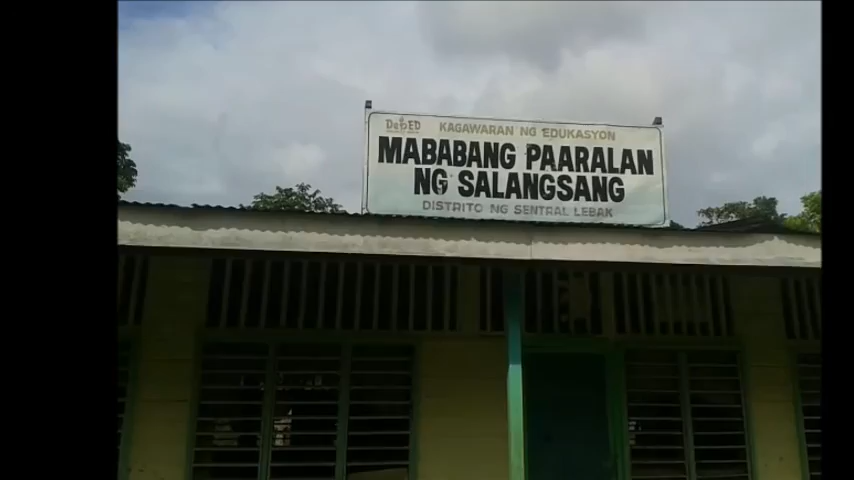 DepED
KAGAWARAN NG EDUKASYON
MABABANG PAARALAN
NG SALANGSANG
DISTRITO NG SENTRAL LEBAK